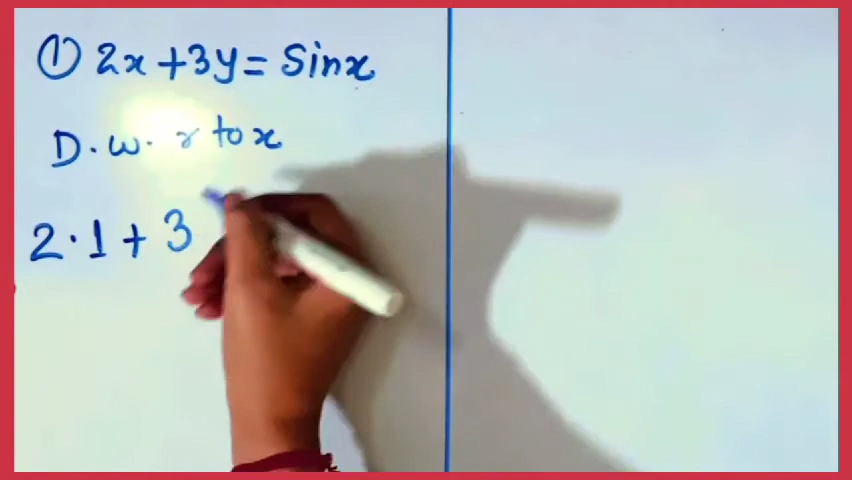 ① 2x + 3y = Sinx
D. w. r to x
2 · 1 + 3